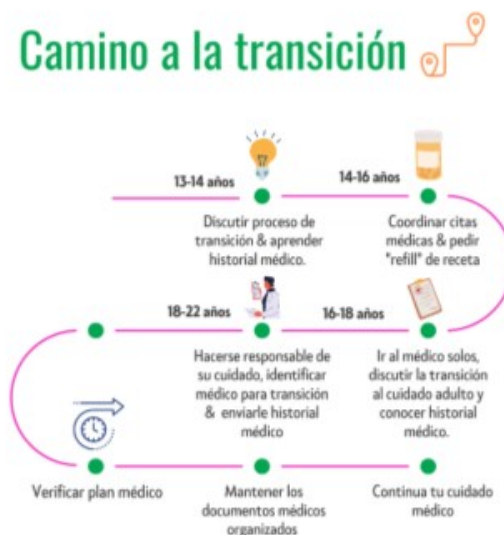 Camino a la transición
13-14 años
14-16 años
Discutir proceso de
transición & aprender
historial médico.
Coordinar citas
médicas & pedir
"refill" de receta
18-22 años
16-18 años
Hacerse responsable de
su cuidado, identificar
médico para transición
& enviarle historial
médico
Ir al médico solos,
discutir la transición
al cuidado adulto y
conocer historial
médico.
Verificar plan médico
Mantener los
documentos médicos
organizados
Continua tu cuidado
médico